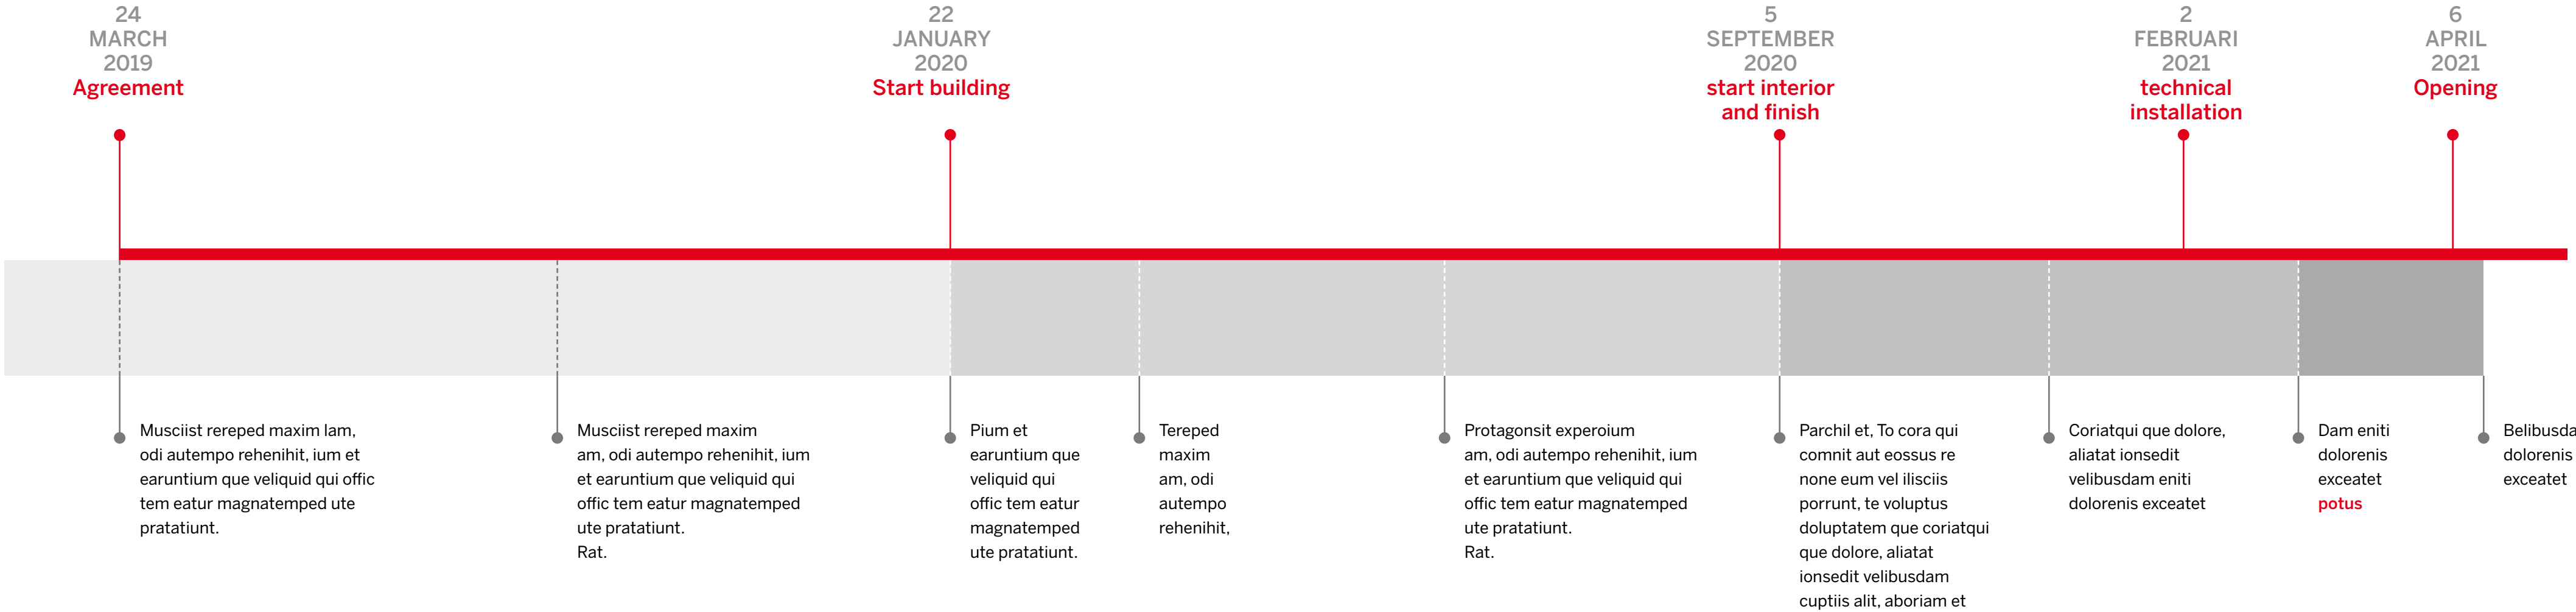 24
MARCH
2019
Agreement
22
JANUARY
2020
Start building
5
SEPTEMBER
2020
start interior
and finish
2
FEBRUARI
2021
technical
installation
6
APRIL
2021
Opening
Musciist rereped maxim lam,
odi autempo rehenihit, ium et
earuntium que veliquid qui offic
tem eatur magnatemped ute
pratatiunt.
Musciist rereped maxim
am, odi autempo rehenihit, ium
et earuntium que veliquid qui
offic tem eatur magnatemped
ute pratatiunt.
Rat.
Pium et
earuntium que
veliquid qui
offic tem eatur
magnatemped
ute pratatiunt.
Tereped
maxim
am, odi
autempo
rehenihit,
Protagonsit experoium
am, odi autempo rehenihit, ium
et earuntium que veliquid qui
offic tem eatur magnatemped
ute pratatiunt.
Rat.
Parchil et, To cora qui
comnit aut eossus re
none eum vel ilisciis
porrunt, te voluptus
doluptatem que coriatqui
que dolore, aliatat
ionsedit velibusdam
cuptiis alit, aboriam et
Coriatqui que dolore,
aliatat ionsedit
velibusdam eniti
dolorenis exceatet
Dam eniti
dolorenis
exceatet
potus
Belibusda
dolorenis
exceatet